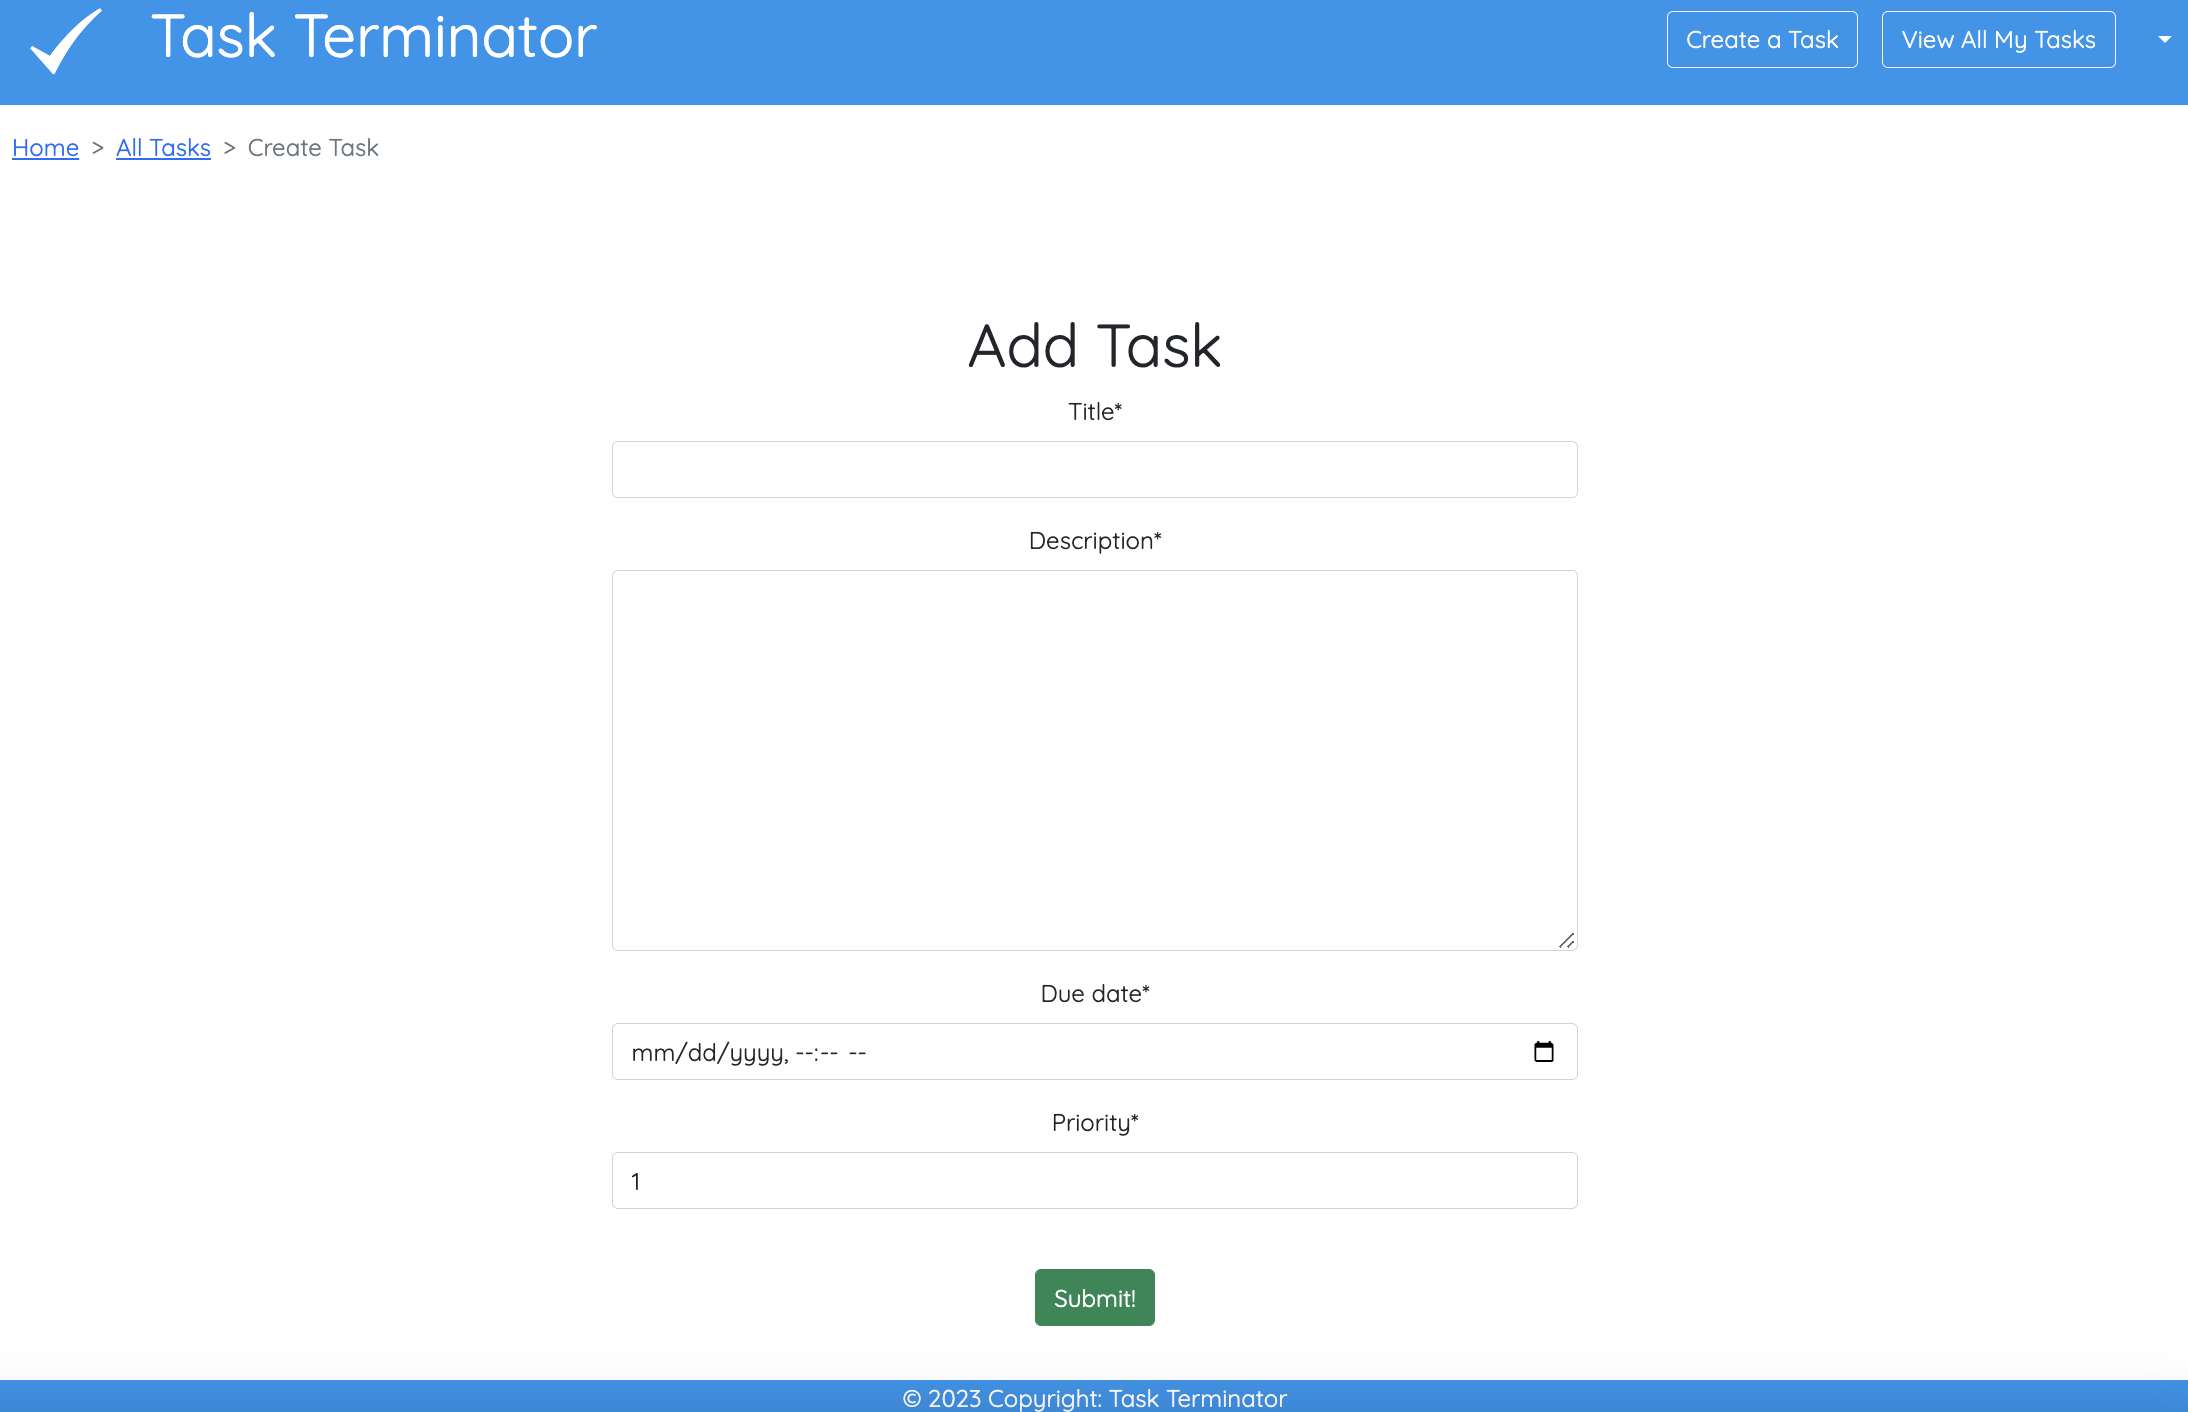 Task Terminator
Create a Task
View All My Tasks
Home > All Tasks > Create Task
Add Task
Title*
Description*
Due date*
mm/dd/yyyy, --:-- --
Priority*
1
Submit!
© 2023 Copyright: Task Terminator